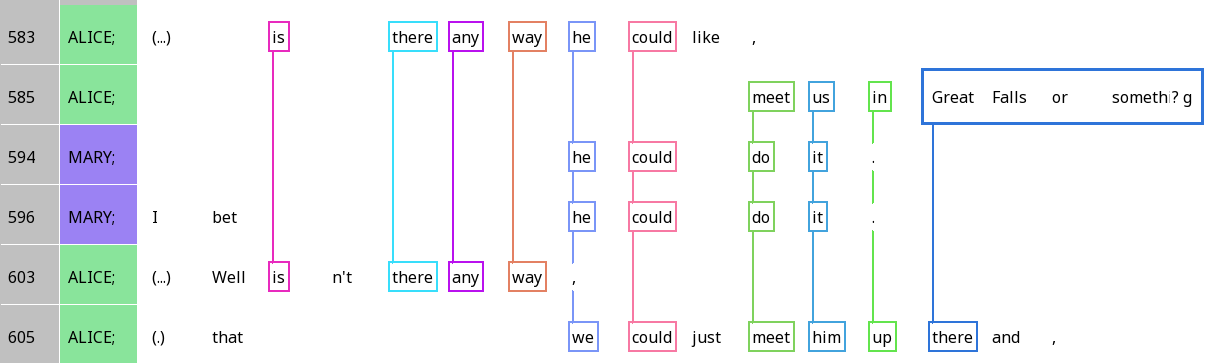 583 ALICE; (...) is there any way he could like ,
585 ALICE; meet us in Great Falls or somethi? g
594 MARY; he could do it .
596 MARY; I bet he could do it .
603 ALICE; (...) Well is n't there any way ,
605 ALICE; (.) that we could just meet him up there and ,